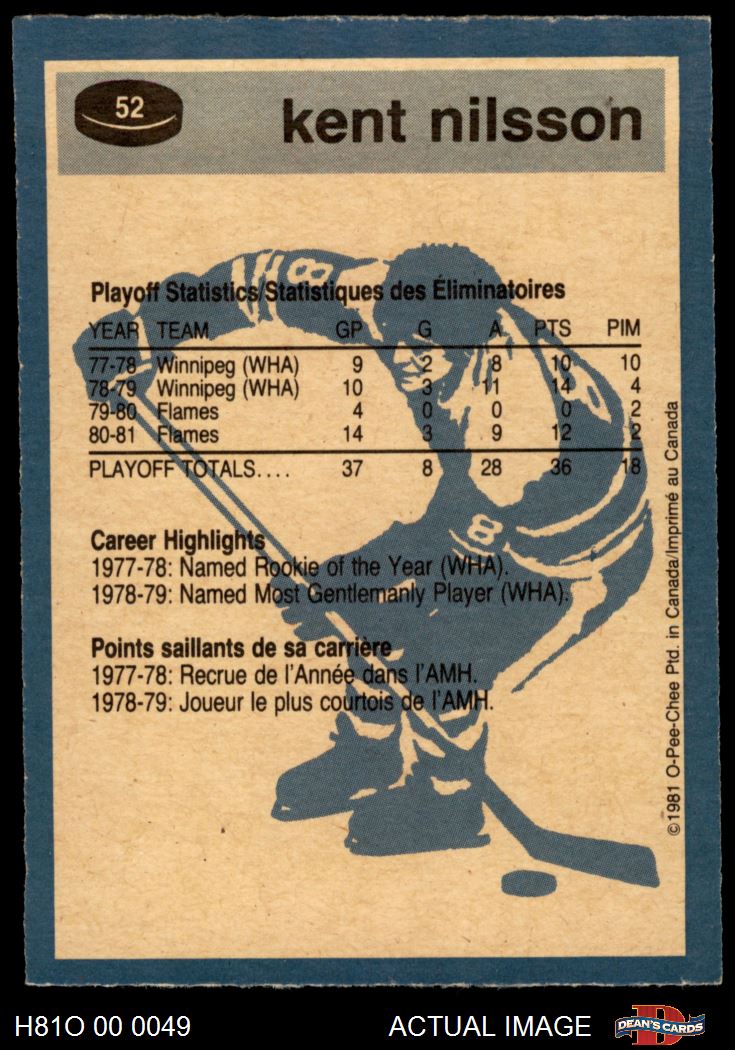 52
kent nilsson
Playoff Statistics/Statistiques des Éliminatoires
YEAR TEAM GP G A PTS PIM
77-78 Winnipeg (WHA) 9 2 8 10 10
78-79 Winnipeg (WHA) 10 3 11 14 4
79-80 Flames 4 0 0 0 2
80-81 Flames 14 3 9 12 2
PLAYOFF TOTALS.... 37 8 28 36 18
Career Highlights
1977-78: Named Rookie of the Year (WHA).
1978-79: Named Most Gentlemanly Player (WHA).
Points saillants de sa carrière
1977-78: Recrue de l'Année dans l'AMH.
1978-79: Joueur le plus courtois de l'AMH.
©1981 O-Pee-Chee Ptd. in Canada/Imprimé au Canada
8
8
H81O 00 0049
ACTUAL IMAGE
D
DEAN'S CARDS